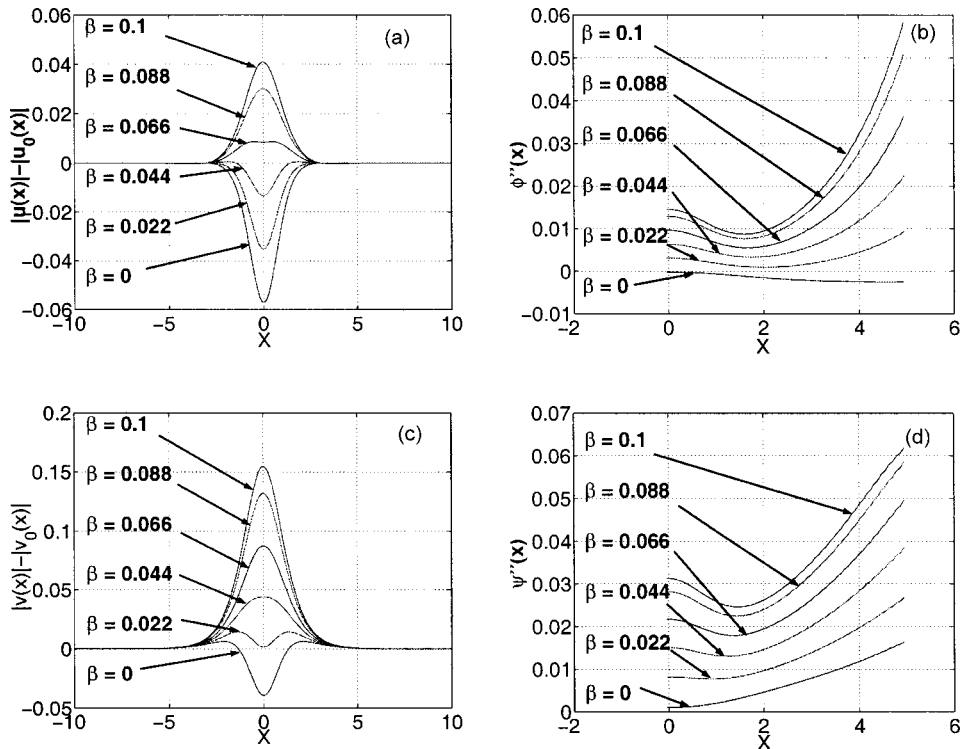 0.06
0.04
0.02
0
−0.02
−0.04
−0.06
|u(x)|−|u0(x)|
β = 0.1
β = 0.088
β = 0.066
β = 0.044
β = 0.022
β = 0
(a)
−10
−5
0
5
10
X
0.06
0.05
0.04
0.03
0.02
0.01
0
−0.01
ϕ''(x)
β = 0.1
β = 0.088
β = 0.066
β = 0.044
β = 0.022
β = 0
(b)
−2
0
2
4
6
X
0.2
0.15
0.1
0.05
0
−0.05
|v(x)|−|v0(x)|
β = 0.1
β = 0.088
β = 0.066
β = 0.044
β = 0.022
β = 0
(c)
−10
−5
0
5
10
X
0.07
0.06
0.05
0.04
0.03
0.02
0.01
0
ψ''(x)
β = 0.1
β = 0.088
β = 0.066
β = 0.044
β = 0.022
β = 0
(d)
−2
0
2
4
6
X